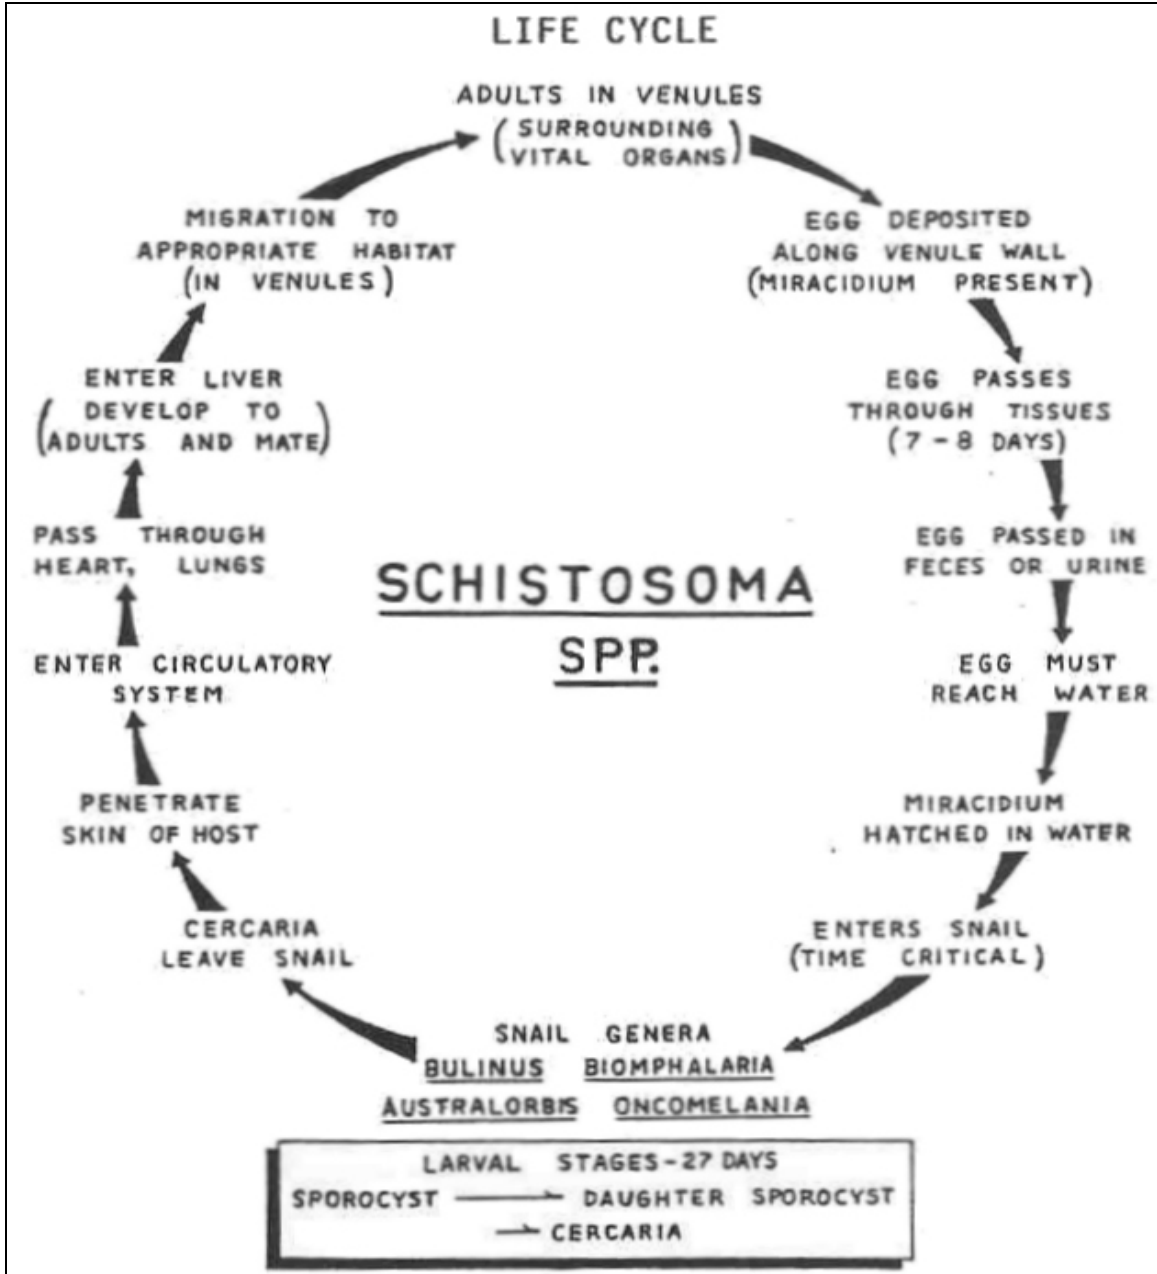 LIFE CYCLE
ADULTS IN VENULES
(SURROUNDING
VITAL ORGANS)
EGG DEPOSITED
ALONG VENULE WALL
(MIRACIDIUM PRESENT)
EGG PASSES
THROUGH TISSUES
(7-8 DAYS)
EGG PASSED IN
FECES OR URINE
EGG MUST
REACH WATER
MIRACIDIUM
HATCHED IN WATER
ENTERS SNAIL
(TIME CRITICAL)
SNAIL GENERA
BULINUS BIOMPHALARIA
AUSTRALORBIS ONCOMELANIA
LARVAL STAGES-27 DAYS
SPOROCYST → DAUGHTER SPOROCYST
→ CERCARIA
CERCARIA
LEAVE SNAIL
PENETRATE
SKIN OF HOST
ENTER CIRCULATORY
SYSTEM
PASS THROUGH
HEART, LUNGS
ENTER LIVER
(DEVELOP TO
ADULTS AND MATE)
MIGRATION TO
APPROPRIATE HABITAT
(IN VENULES)
SCHISTOSOMA
SPP.